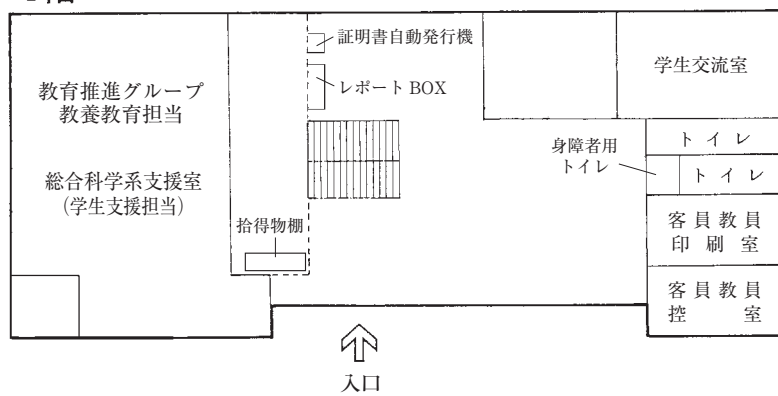 証明書自動発行機
レポート BOX
教育推進グループ
教養教育担当
総合科学系支援室
(学生支援担当)
拾得物棚
学生交流室
トイレ
身障者用
トイレ
トイレ
客員教員
印刷室
客員教員
控室
入口